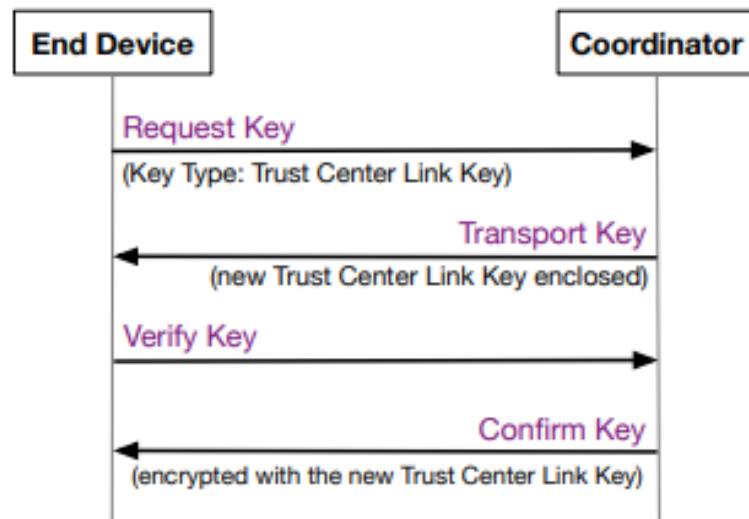 End Device
Coordinator
Request Key
(Key Type: Trust Center Link Key)
Transport Key
(new Trust Center Link Key enclosed)
Verify Key
Confirm Key
(encrypted with the new Trust Center Link Key)